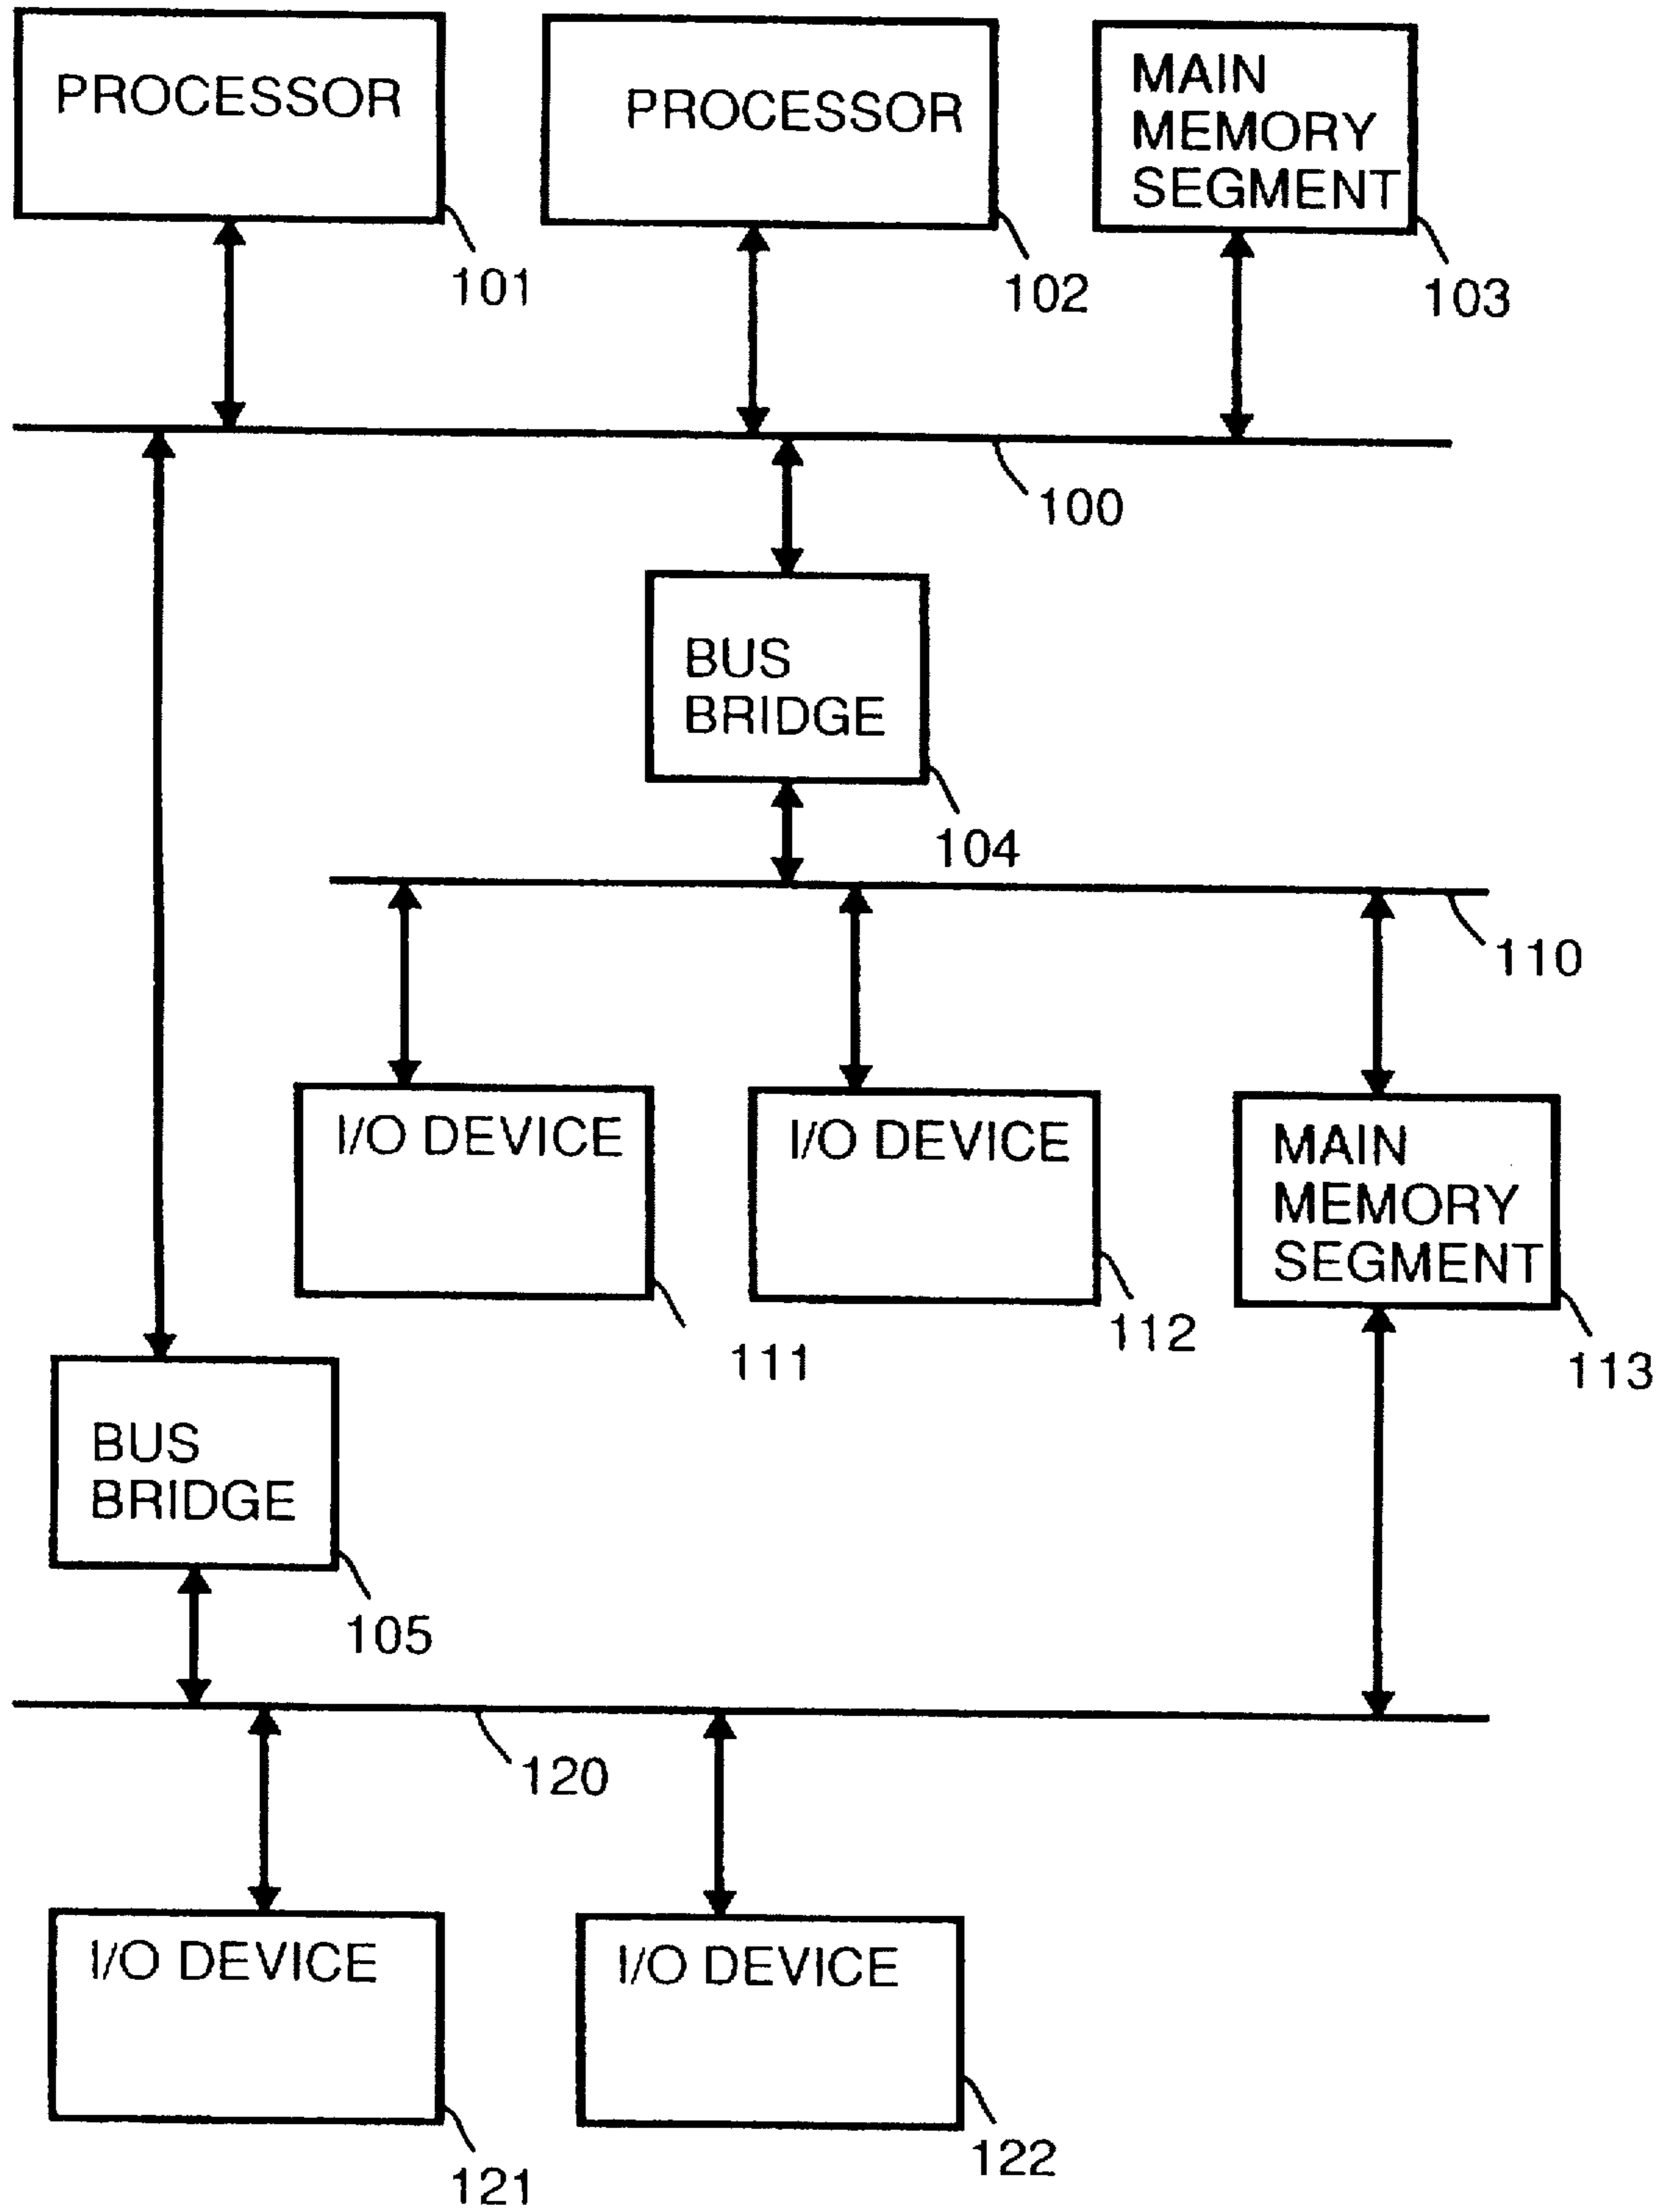 PROCESSOR
101
PROCESSOR
102
MAIN
MEMORY
SEGMENT
103
100
BUS
BRIDGE
104
110
I/O DEVICE
111
I/O DEVICE
112
MAIN
MEMORY
SEGMENT
113
BUS
BRIDGE
105
120
I/O DEVICE
121
I/O DEVICE
122